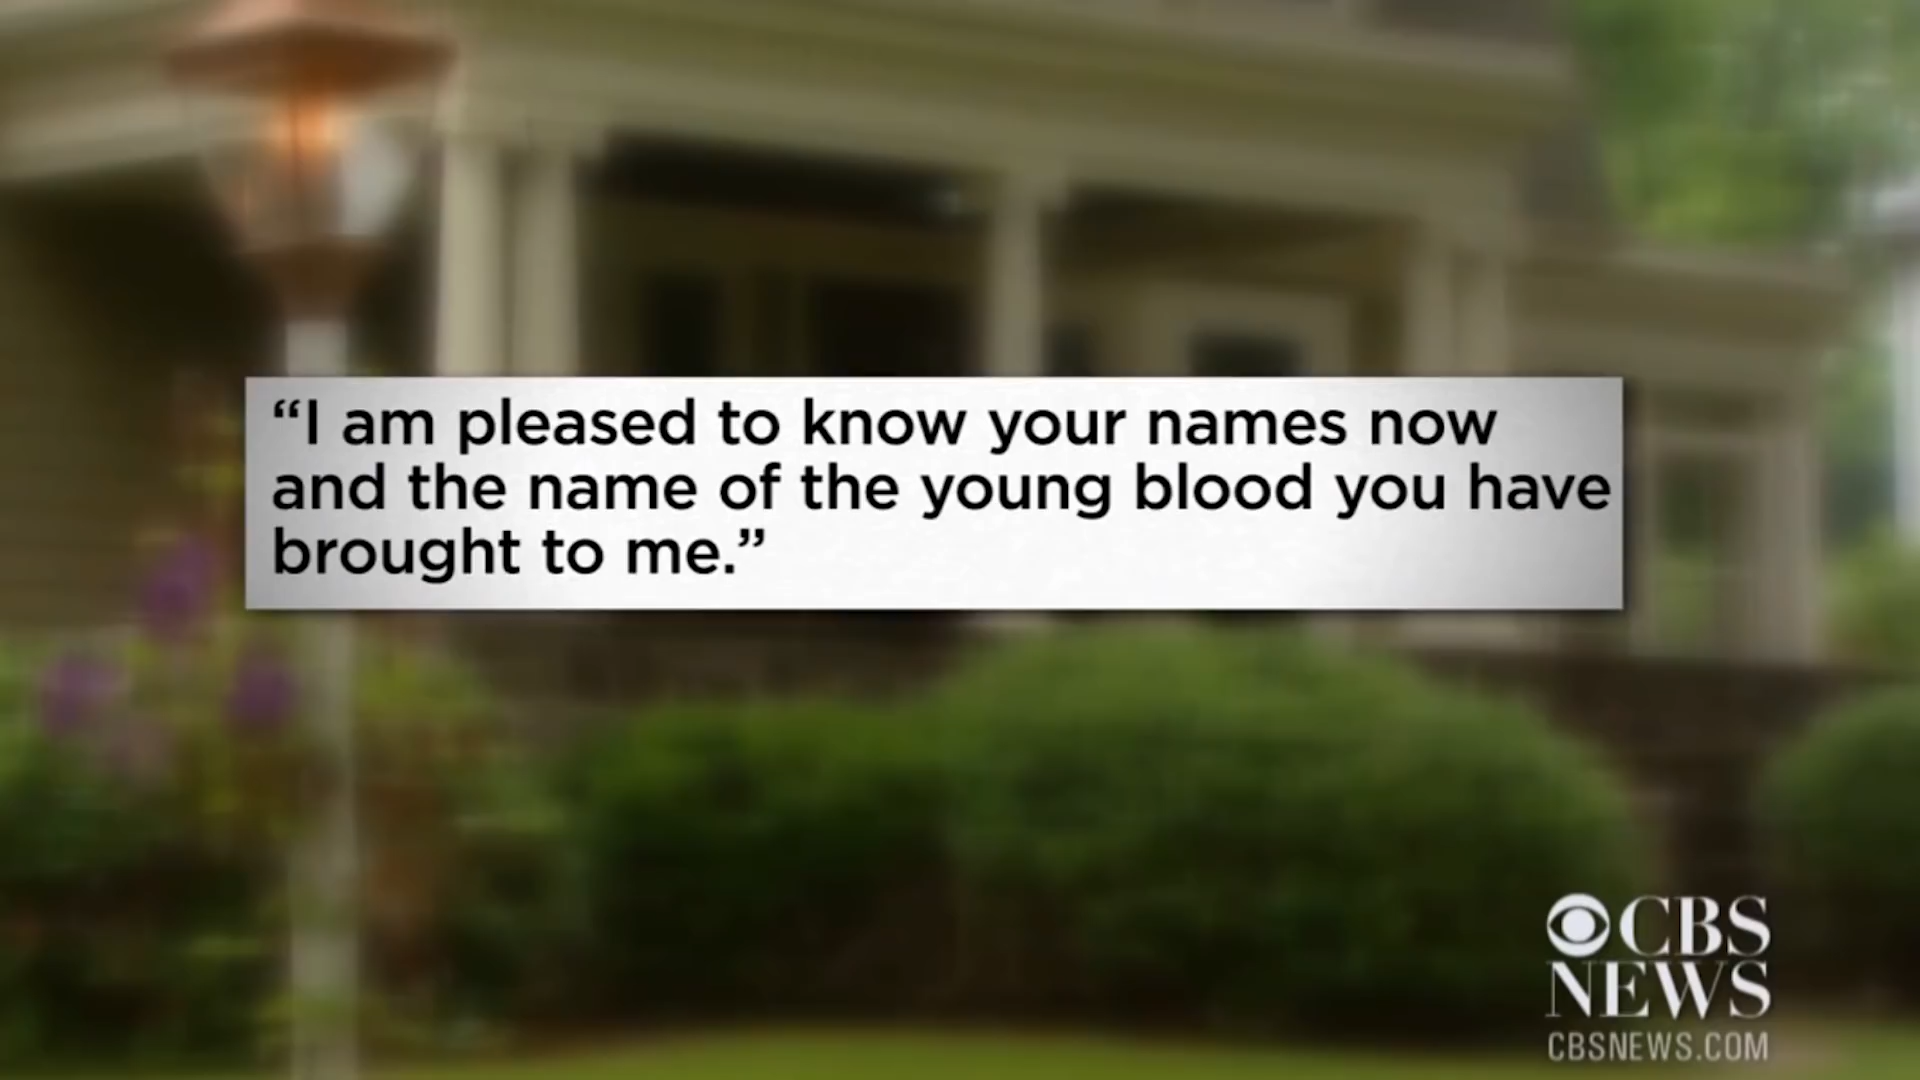 “I am pleased to know your names now
and the name of the young blood you have
brought to me.”
CBS
NEWS
CBSNEWS.COM